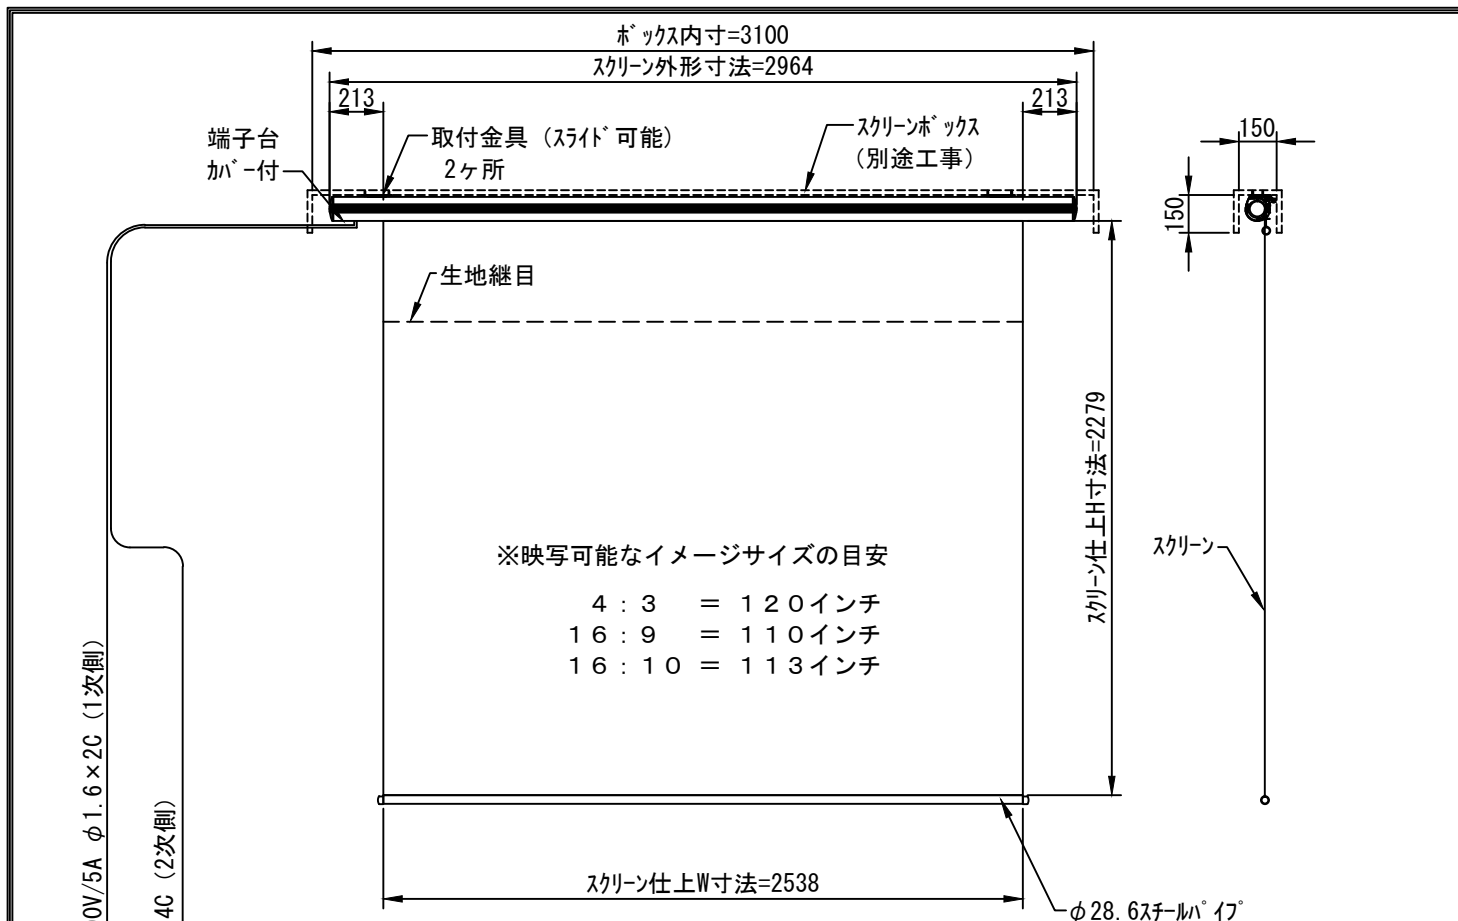 ボックス内寸=3100
スクリーン外形寸法=2964
213
213
端子台
カバー付
取付金具 (スライド可能)
2ヶ所
スクリーンボックス
(別途工事)
150
150
生地継目
スクリーン仕上H寸法=2279
スクリーン
※映写可能なイメージサイズの目安
4:3 = 120インチ
16:9 = 110インチ
16:10 = 113インチ
0V/5A φ1.6×2C (1次側)
4C (2次側)
スクリーン仕上W寸法=2538
φ28.6スチールパイプ